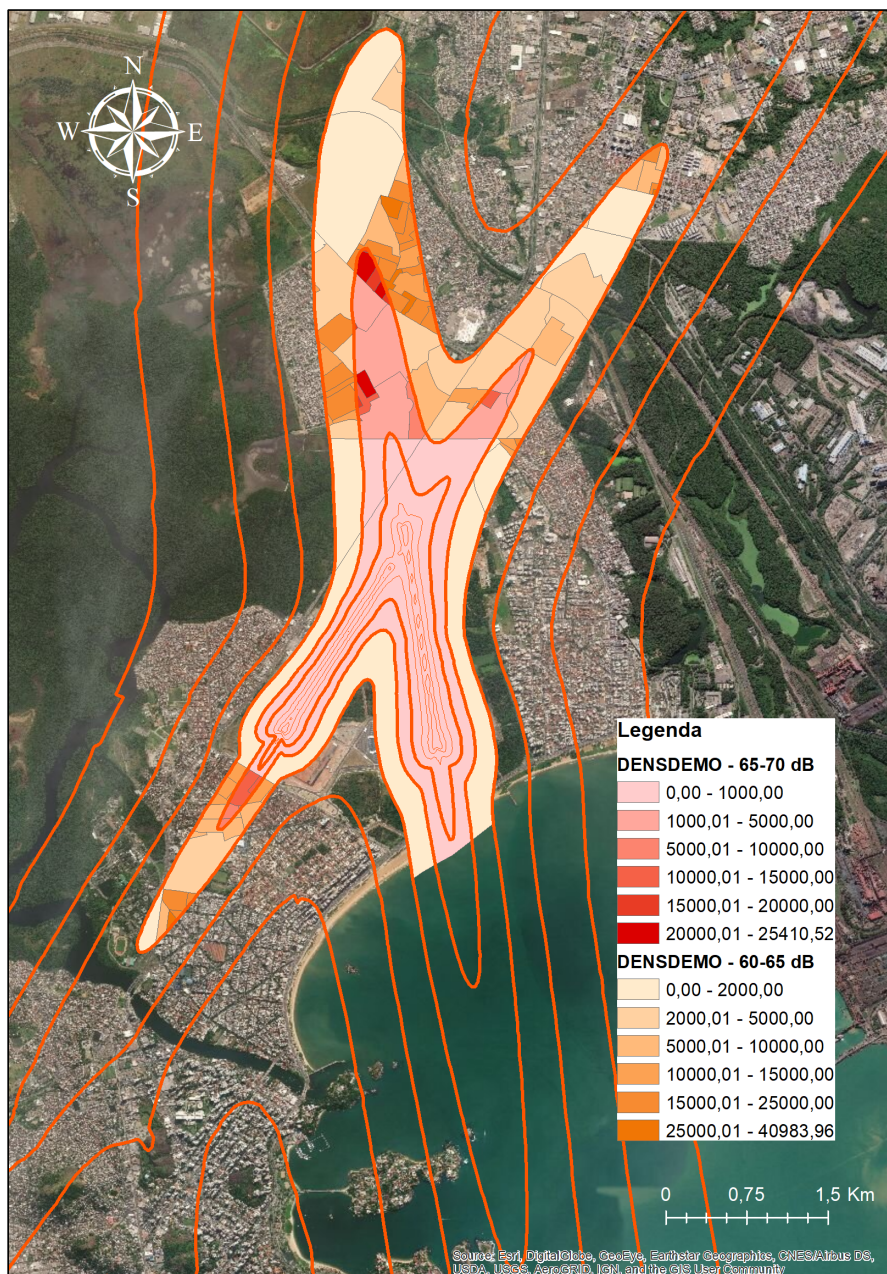 N
W
E
S
Legenda
DENSDEMO - 65-70 dB
0,00 - 1000,00
1000,01 - 5000,00
5000,01 - 10000,00
10000,01 - 15000,00
15000,01 - 20000,00
20000,01 - 25410,52
DENSDEMO - 60-65 dB
0,00 - 2000,00
2000,01 - 5000,00
5000,01 - 10000,00
10000,01 - 15000,00
15000,01 - 25000,00
25000,01 - 40983,96
0 0,75 1,5 Km
Source: Esri, DigitalGlobe, GeoEye, Earthstar Geographics, CNES/Airbus DS,
USDA, USGS, AeroGRID, IGN, and the GIS User Community